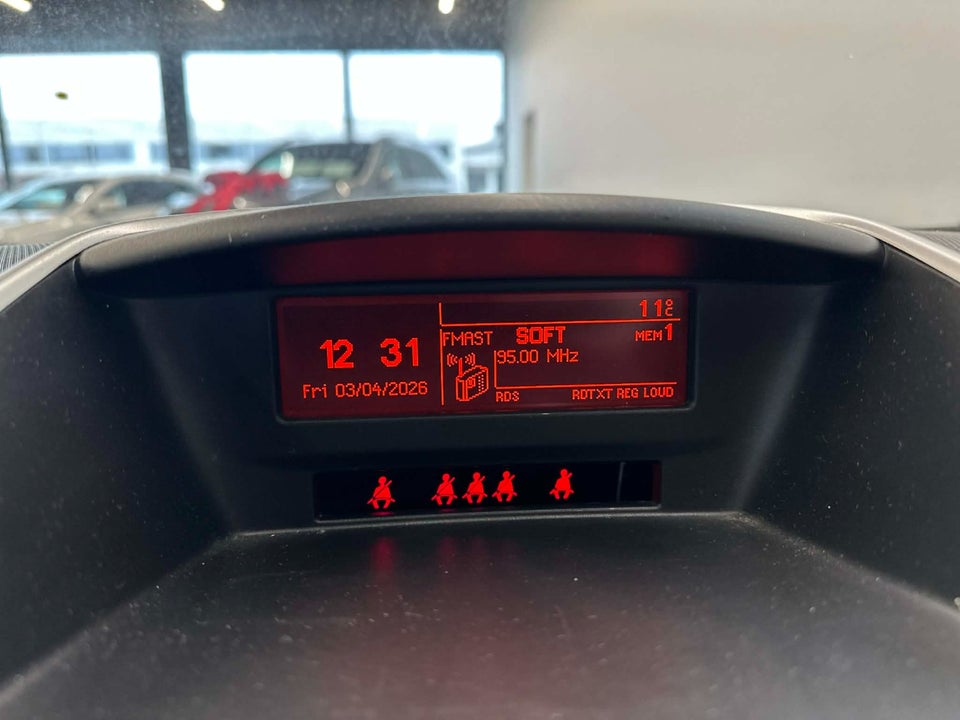 11°C
12 31
Fri 03/04/2026
FMAST SOFT MEM1
95.00 MHz
RDS RDTXT REG LOUD